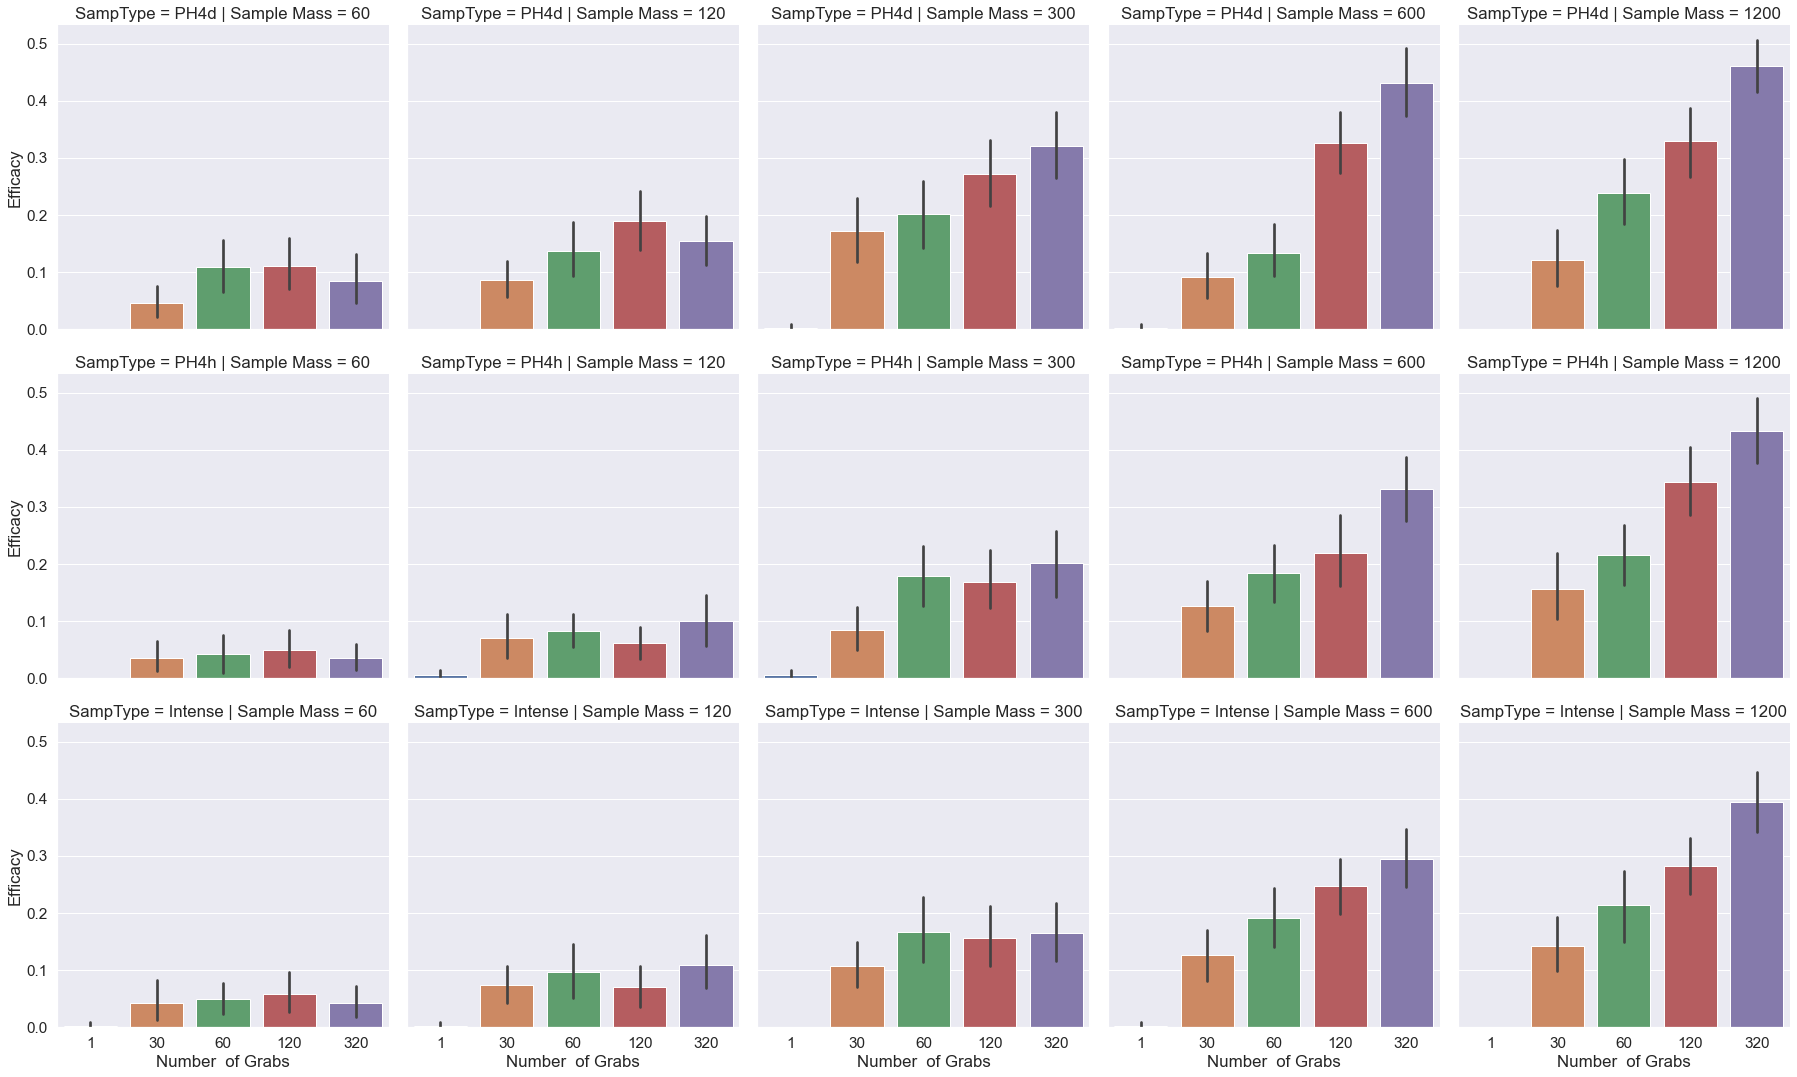 SampType = PH4d | Sample Mass = 60
SampType = PH4d | Sample Mass = 120
SampType = PH4d | Sample Mass = 300
SampType = PH4d | Sample Mass = 600
SampType = PH4d | Sample Mass = 1200
0.5
0.4
0.3
0.2
0.1
0.0
Efficacy
SampType = PH4h | Sample Mass = 60
SampType = PH4h | Sample Mass = 120
SampType = PH4h | Sample Mass = 300
SampType = PH4h | Sample Mass = 600
SampType = PH4h | Sample Mass = 1200
0.5
0.4
0.3
0.2
0.1
0.0
Efficacy
SampType = Intense | Sample Mass = 60
SampType = Intense | Sample Mass = 120
SampType = Intense | Sample Mass = 300
SampType = Intense | Sample Mass = 600
SampType = Intense | Sample Mass = 1200
0.5
0.4
0.3
0.2
0.1
0.0
Efficacy
1 30 60 120 320
Number  of Grabs
1 30 60 120 320
Number  of Grabs
1 30 60 120 320
Number  of Grabs
1 30 60 120 320
Number  of Grabs
1 30 60 120 320
Number  of Grabs